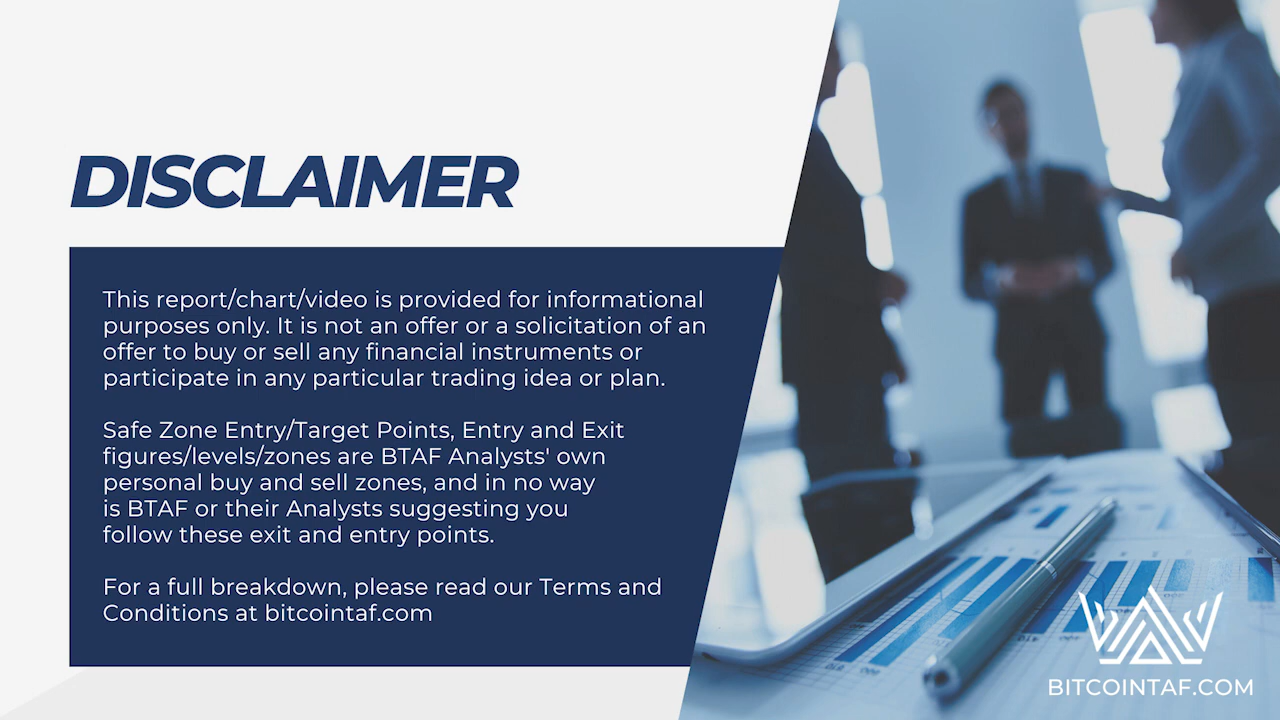 DISCLAIMER
This report/chart/video is provided for informational
purposes only. It is not an offer or a solicitation of an
offer to buy or sell any financial instruments or
participate in any particular trading idea or plan.
Safe Zone Entry/Target Points, Entry and Exit
figures/levels/zones are BTAF Analysts' own
personal buy and sell zones, and in no way
is BTAF or their Analysts suggesting you
follow these exit and entry points.
For a full breakdown, please read our Terms and
Conditions at bitcointaf.com
BITCOINTAF.COM